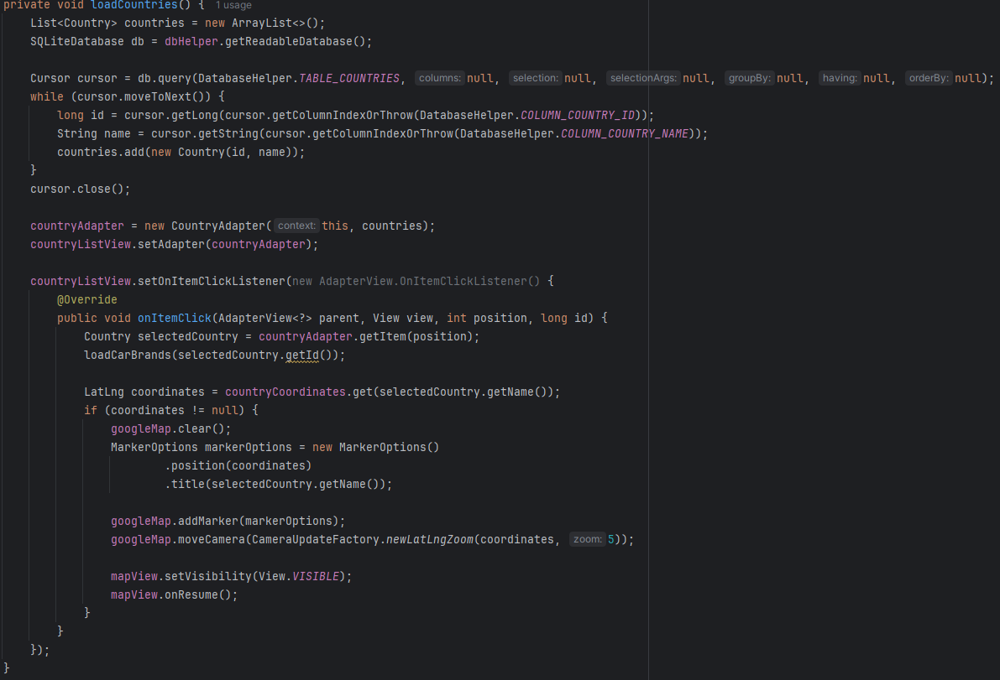 private void loadCountries() { 1 usage
    List<Country> countries = new ArrayList<>();
    SQLiteDatabase db = dbHelper.getReadableDatabase();

    Cursor cursor = db.query(DatabaseHelper.TABLE_COUNTRIES, columns: null, selection: null, selectionArgs: null, groupBy: null, having: null, orderBy: null);
    while (cursor.moveToNext()) {
        long id = cursor.getLong(cursor.getColumnIndexOrThrow(DatabaseHelper.COLUMN_COUNTRY_ID));
        String name = cursor.getString(cursor.getColumnIndexOrThrow(DatabaseHelper.COLUMN_COUNTRY_NAME));
        countries.add(new Country(id, name));
    }
    cursor.close();

    countryAdapter = new CountryAdapter( context: this, countries);
    countryListView.setAdapter(countryAdapter);

    countryListView.setOnItemClickListener(new AdapterView.OnItemClickListener() {
        @Override
        public void onItemClick(AdapterView<?> parent, View view, int position, long id) {
            Country selectedCountry = countryAdapter.getItem(position);
            loadCarBrands(selectedCountry.getId());

            LatLng coordinates = countryCoordinates.get(selectedCountry.getName());
            if (coordinates != null) {
                googleMap.clear();
                MarkerOptions markerOptions = new MarkerOptions()
                        .position(coordinates)
                        .title(selectedCountry.getName());

                googleMap.addMarker(markerOptions);
                googleMap.moveCamera(CameraUpdateFactory.newLatLngZoom(coordinates, zoom: 5));

                mapView.setVisibility(View.VISIBLE);
                mapView.onResume();
            }
        }
    });
}